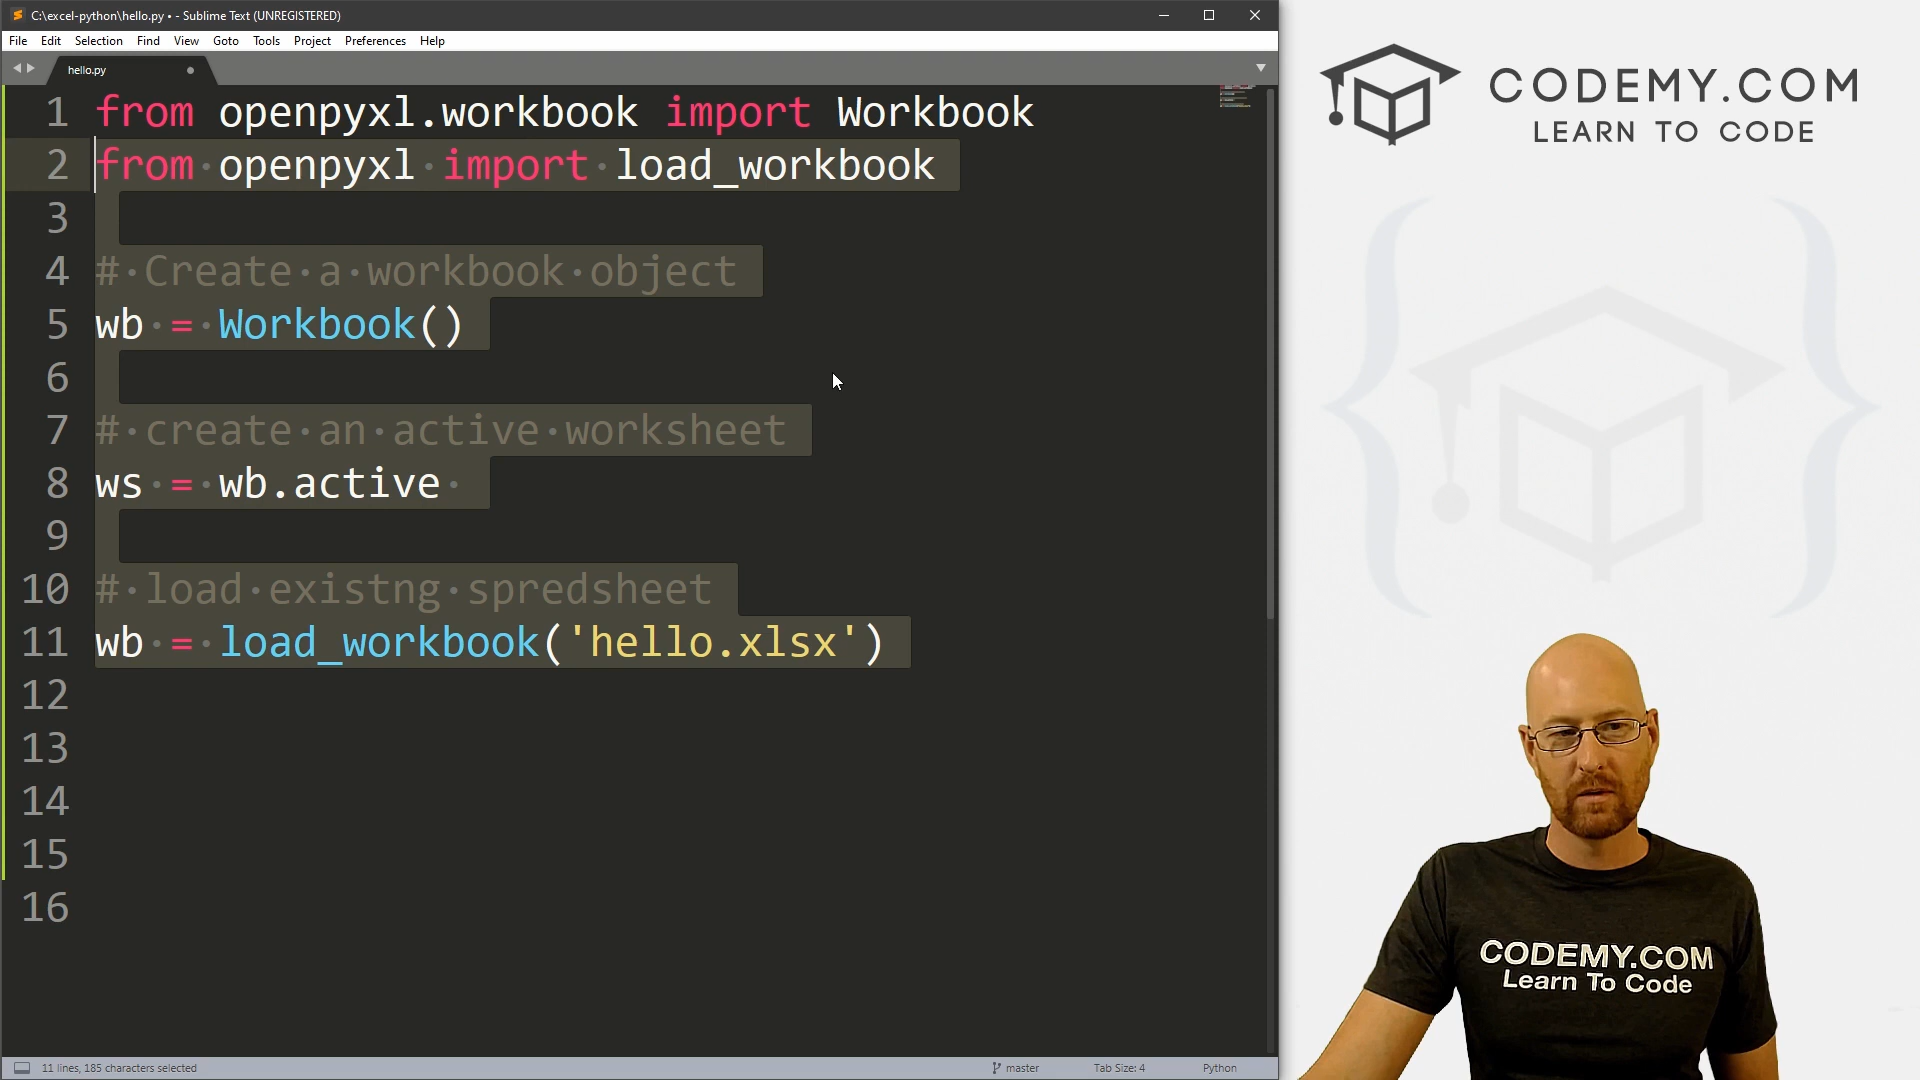 C:\excel-python\hello.py • - Sublime Text (UNREGISTERED)
File Edit Selection Find View Goto Tools Project Preferences Help
hello.py
1 from openpyxl.workbook import Workbook
2 from openpyxl import load_workbook
3
4 # Create a workbook object
5 wb = Workbook()
6
7 # create an active worksheet
8 ws = wb.active
9
10 # load existng spredsheet
11 wb = load_workbook('hello.xlsx')
12
13
14
15
16
11 lines, 185 characters selected
master
Tab Size: 4
Python
CODEMY.COM
LEARN TO CODE
CODEMY.COM
Learn To Code